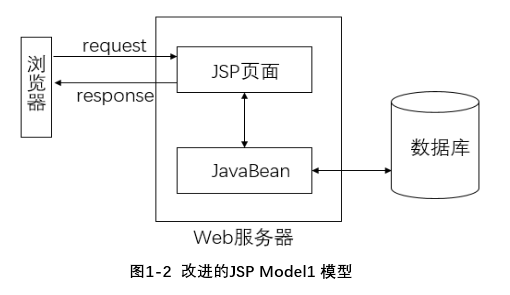 request
浏览器
JSP页面
response
数据库
JavaBean
Web服务器
图1-2 改进的JSP Model1 模型